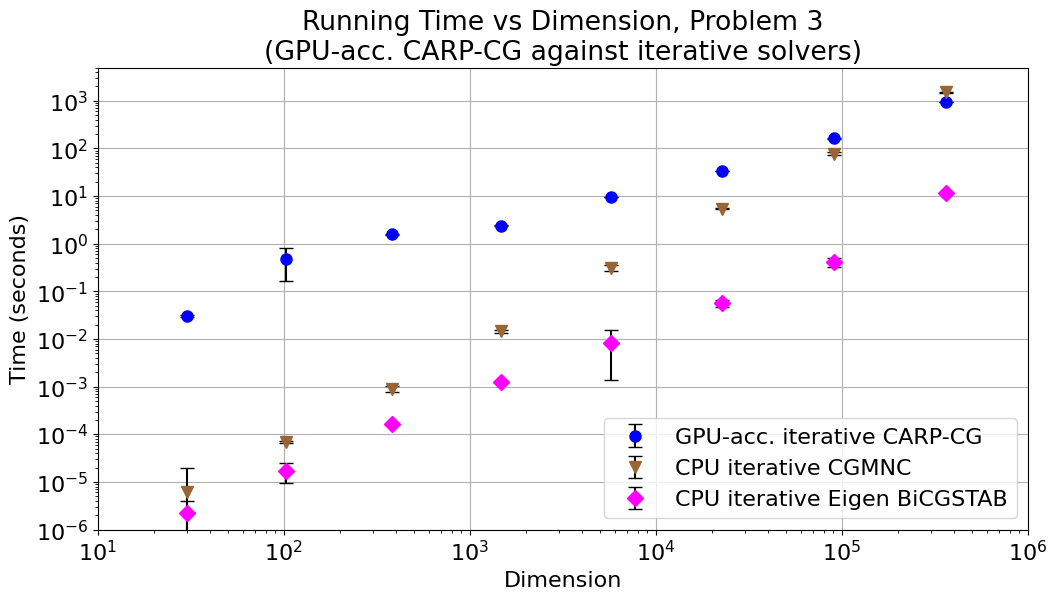 Running Time vs Dimension, Problem 3
(GPU-acc. CARP-CG against iterative solvers)
10³
10²
10¹
10⁰
10⁻¹
10⁻²
10⁻³
10⁻⁴
10⁻⁵
10⁻⁶
Time (seconds)
GPU-acc. iterative CARP-CG
CPU iterative CGMNC
CPU iterative Eigen BiCGSTAB
10¹ 10² 10³ 10⁴ 10⁵ 10⁶
Dimension